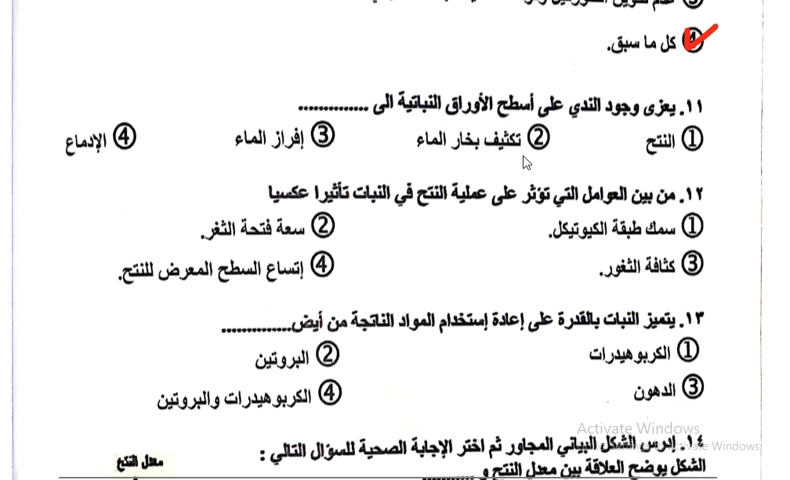 ④ كل ما سبق.
١١. يعزى وجود الندي على أسطح الأوراق النباتية الى ..............
① النتح ② تكثيف بخار الماء ③ إفراز الماء ④ الإدماع
١٢. من بين العوامل التي تؤثر على عملية النتح في النبات تأثيرا عكسيا
① سمك طبقة الكيوتيكل. ② سعة فتحة الثغر.
③ كثافة الثغور. ④ إتساع السطح المعرض للنتح.
١٣. يتميز النبات بالقدرة على إعادة إستخدام المواد الناتجة من أيض..............
① الكربوهيدرات ② البروتين
③ الدهون ④ الكربوهيدرات والبروتين
Activate Windows
١٤. إدرس الشكل البياني المجاور ثم اختر الإجابة الصحية للسؤال التالي :
الشكل يوضح العلاقة بين معدل النتح و ..........
معدل النتح